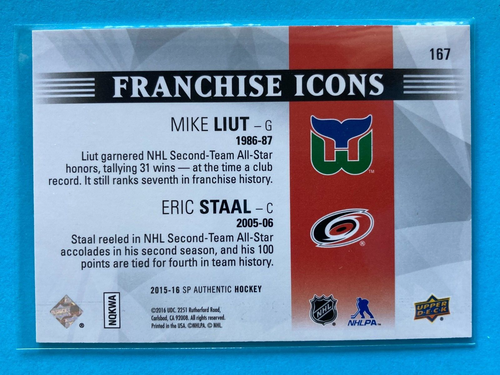 167
FRANCHISE ICONS
MIKE LIUT – G
1986-87
Liut garnered NHL Second-Team All-Star
honors, tallying 31 wins — at the time a club
record. It still ranks seventh in franchise history.
ERIC STAAL – C
2005-06
Staal reeled in NHL Second-Team All-Star
accolades in his second season, and his 100
points are tied for fourth in team history.
2015-16 SP AUTHENTIC HOCKEY
©2016 UDC, 2251 Rutherford Road,
Carlsbad, CA 92008. All rights reserved.
Printed in the USA. ©NHLPA. © NHL.
NOKWA
®
TM
®
NHL
NHLPA
UPPER DECK